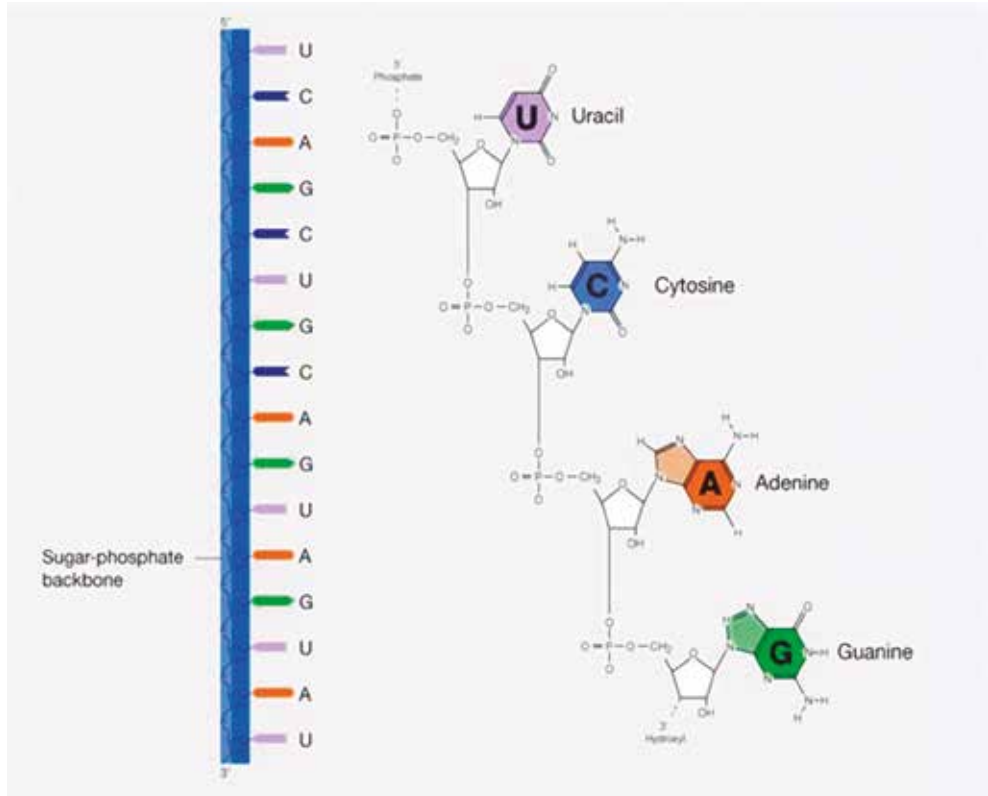 5'
U
C
A
G
C
U
G
C
A
G
U
A
G
U
A
U
3'
Sugar-phosphate
backbone
5'
Phosphate
O
O=P-O-CH₂
O
O
H
U
N
N
O
O
OH
Uracil
O
O=P-O-CH₂
O
O
H
H
H
N-H
C
N
N
O
OH
Cytosine
O
O=P-O-CH₂
O
O
H
N
N
H
N-H
A
N
N
H
OH
Adenine
O
O=P-O-CH₂
O
O
N
N
O
G
N-H
N
N-H
H
OH
3'
Hydroxyl
Guanine